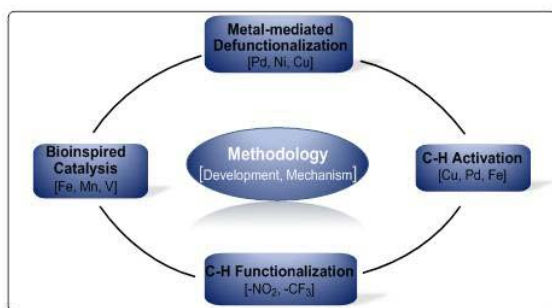 Metal-mediated
Defunctionalization
[Pd, Ni, Cu]
Bioinspired
Catalysis
[Fe, Mn, V]
Methodology
[Development, Mechanism]
C-H Activation
[Cu, Pd, Fe]
C-H Functionalization
[-NO₂, -CF₃]